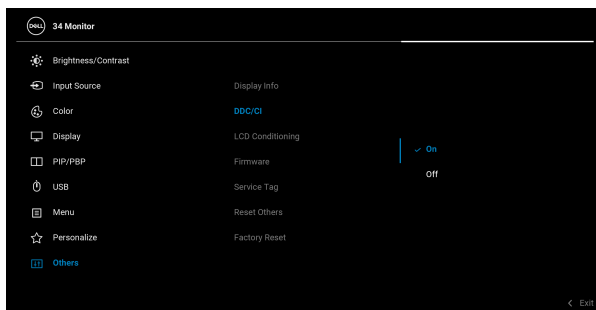 DELL
34 Monitor
Brightness/Contrast
Input Source
Display Info
Color
DDC/CI
Display
LCD Conditioning
On
PIP/PBP
Firmware
Off
USB
Service Tag
Menu
Reset Others
Personalize
Factory Reset
Others
Exit